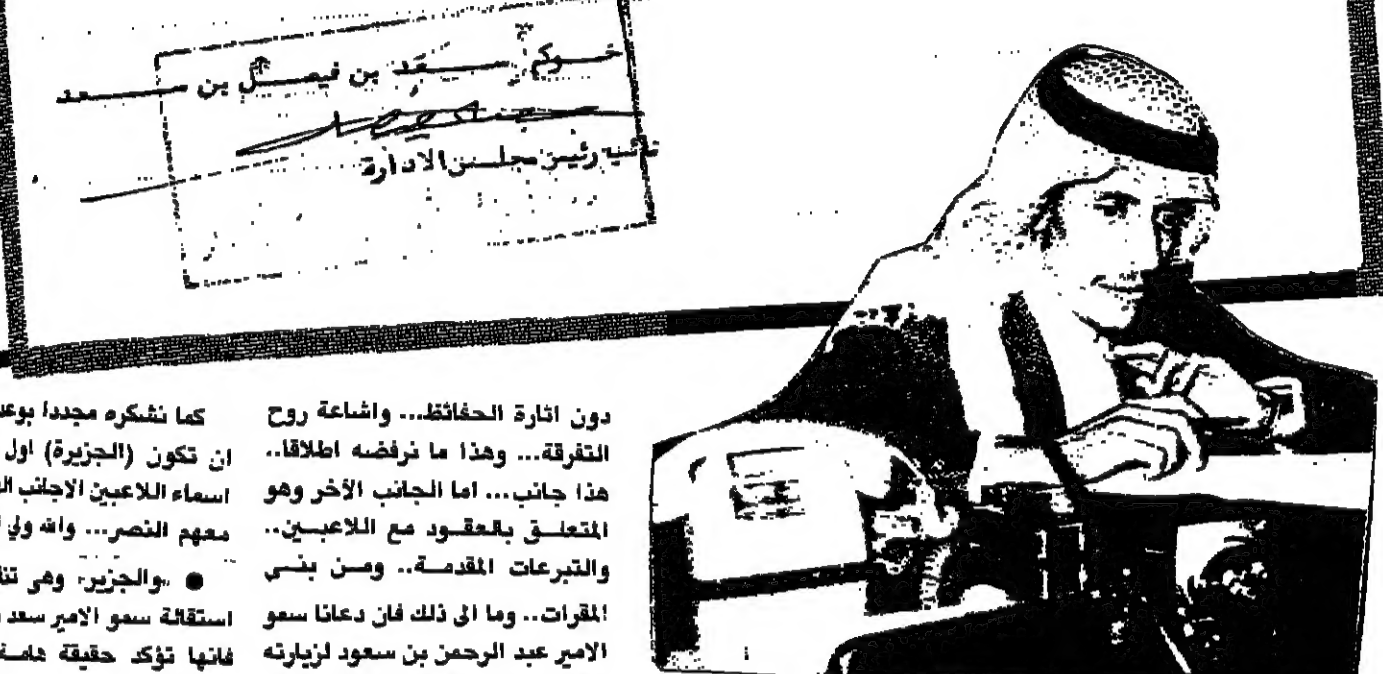 سعد بن فيصل بن سعد
نائب رئيس مجلس الادارة
دون اثارة الحفائظ... واشاعة روح
التفرقة... وهذا ما نرفضه اطلاقا..
هذا جانب... اما الجانب الآخر وهو
المتعلق بالعقود مع اللاعبين..
والتبرعات المقدمة.. ومن بنى
المقرات.. وما الى ذلك فان دعانا سمو
الامير عبد الرحمن بن سعود لزيارته
كما نشكره مجددا
ان تكون (الجزيرة) اول
اسماء اللاعبين الاجانب
معهم النصر... والله ولي
● «والجزيرة» وهي
استقالة سمو الامير سعد
فانها تؤكد حقيقة هامة